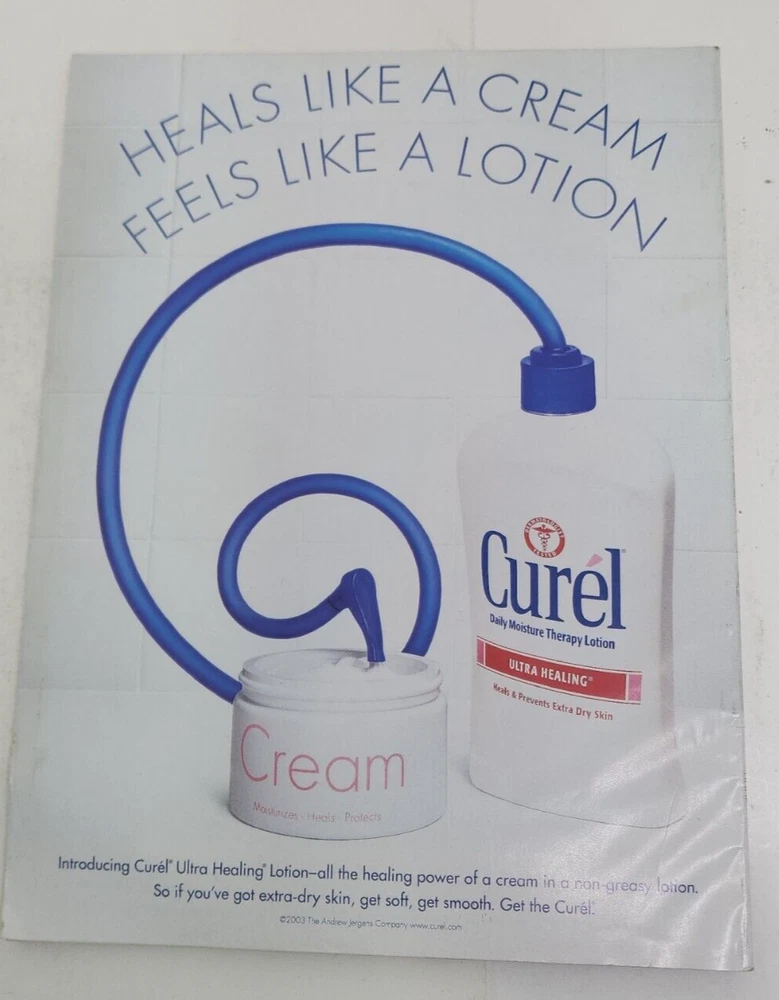 HEALS LIKE A CREAM
FEELS LIKE A LOTION
DERMATOLOGIST
TESTED
Curél®
Daily Moisture Therapy Lotion
ULTRA HEALING®
Heals & Prevents Extra Dry Skin
Cream
Moisturizes · Heals · Protects
Introducing Curél® Ultra Healing® Lotion–all the healing power of a cream in a non-greasy lotion.
So if you've got extra-dry skin, get soft, get smooth. Get the Curél.®
©2003 The Andrew Jergens Company www.curel.com